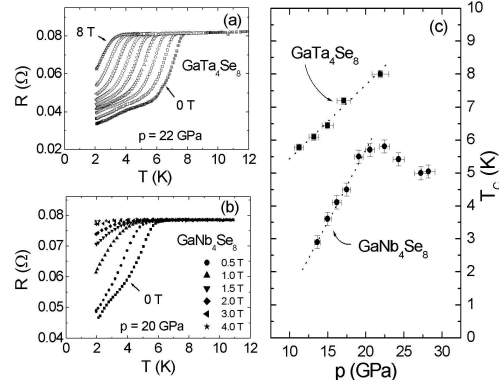 (a)
0.08
0.06
0.04
R (Ω)
8 T
GaTa4Se8
0 T
p = 22 GPa
2 4 6 8 10 12
T (K)
(b)
0.08
0.07
0.06
0.05
0.04
R (Ω)
GaNb4Se8
0.5 T
1.0 T
1.5 T
2.0 T
3.0 T
4.0 T
0 T
p = 20 GPa
0 2 4 6 8 10 12
T (K)
(c)
GaTa4Se8
GaNb4Se8
10
9
8
7
6
5
4
3
2
1
0
Tc (K)
10 15 20 25 30
p (GPa)